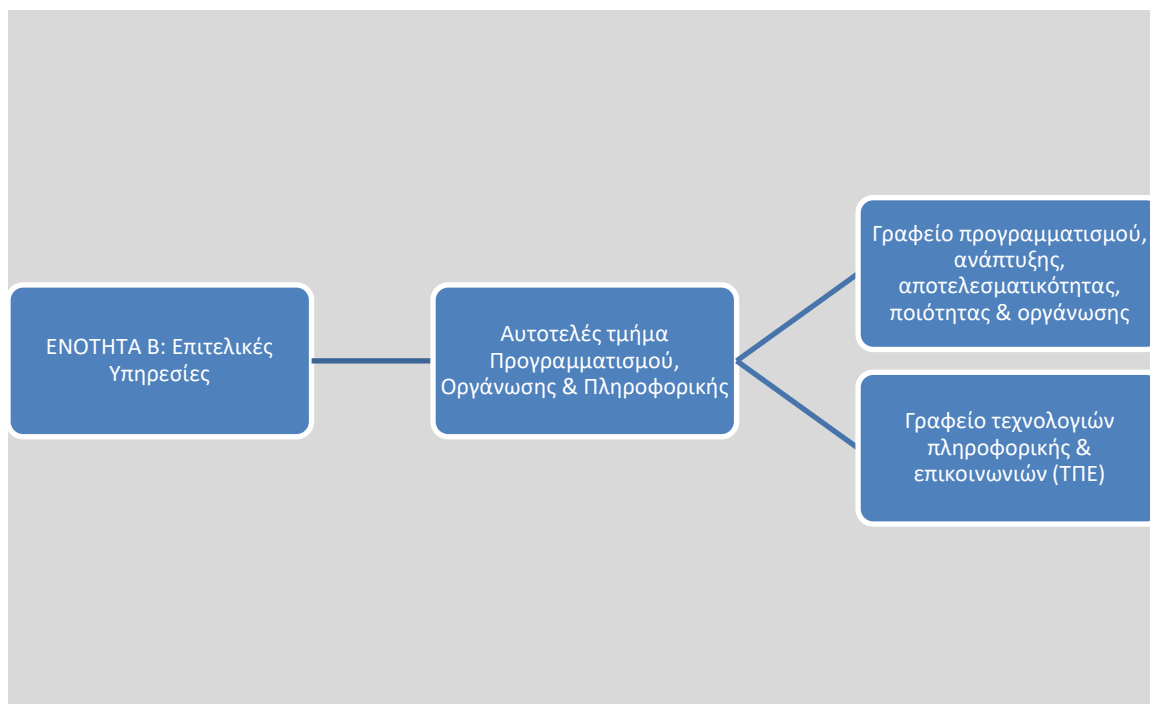 ΕΝΟΤΗΤΑ Β: Επιτελικές
Υπηρεσίες
Αυτοτελές τμήμα
Προγραμματισμού,
Οργάνωσης & Πληροφορικής
Γραφείο προγραμματισμού,
ανάπτυξης,
αποτελεσματικότητας,
ποιότητας & οργάνωσης
Γραφείο τεχνολογιών
πληροφορικής &
επικοινωνιών (ΤΠΕ)